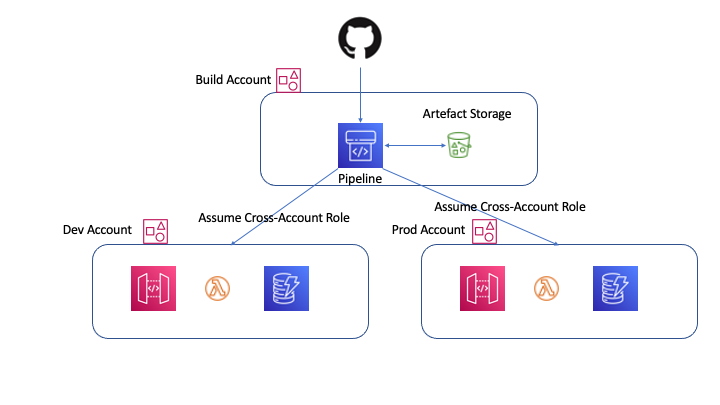 Build Account
Artefact Storage
Pipeline
Assume Cross-Account Role
Assume Cross-Account Role
Dev Account
Prod Account